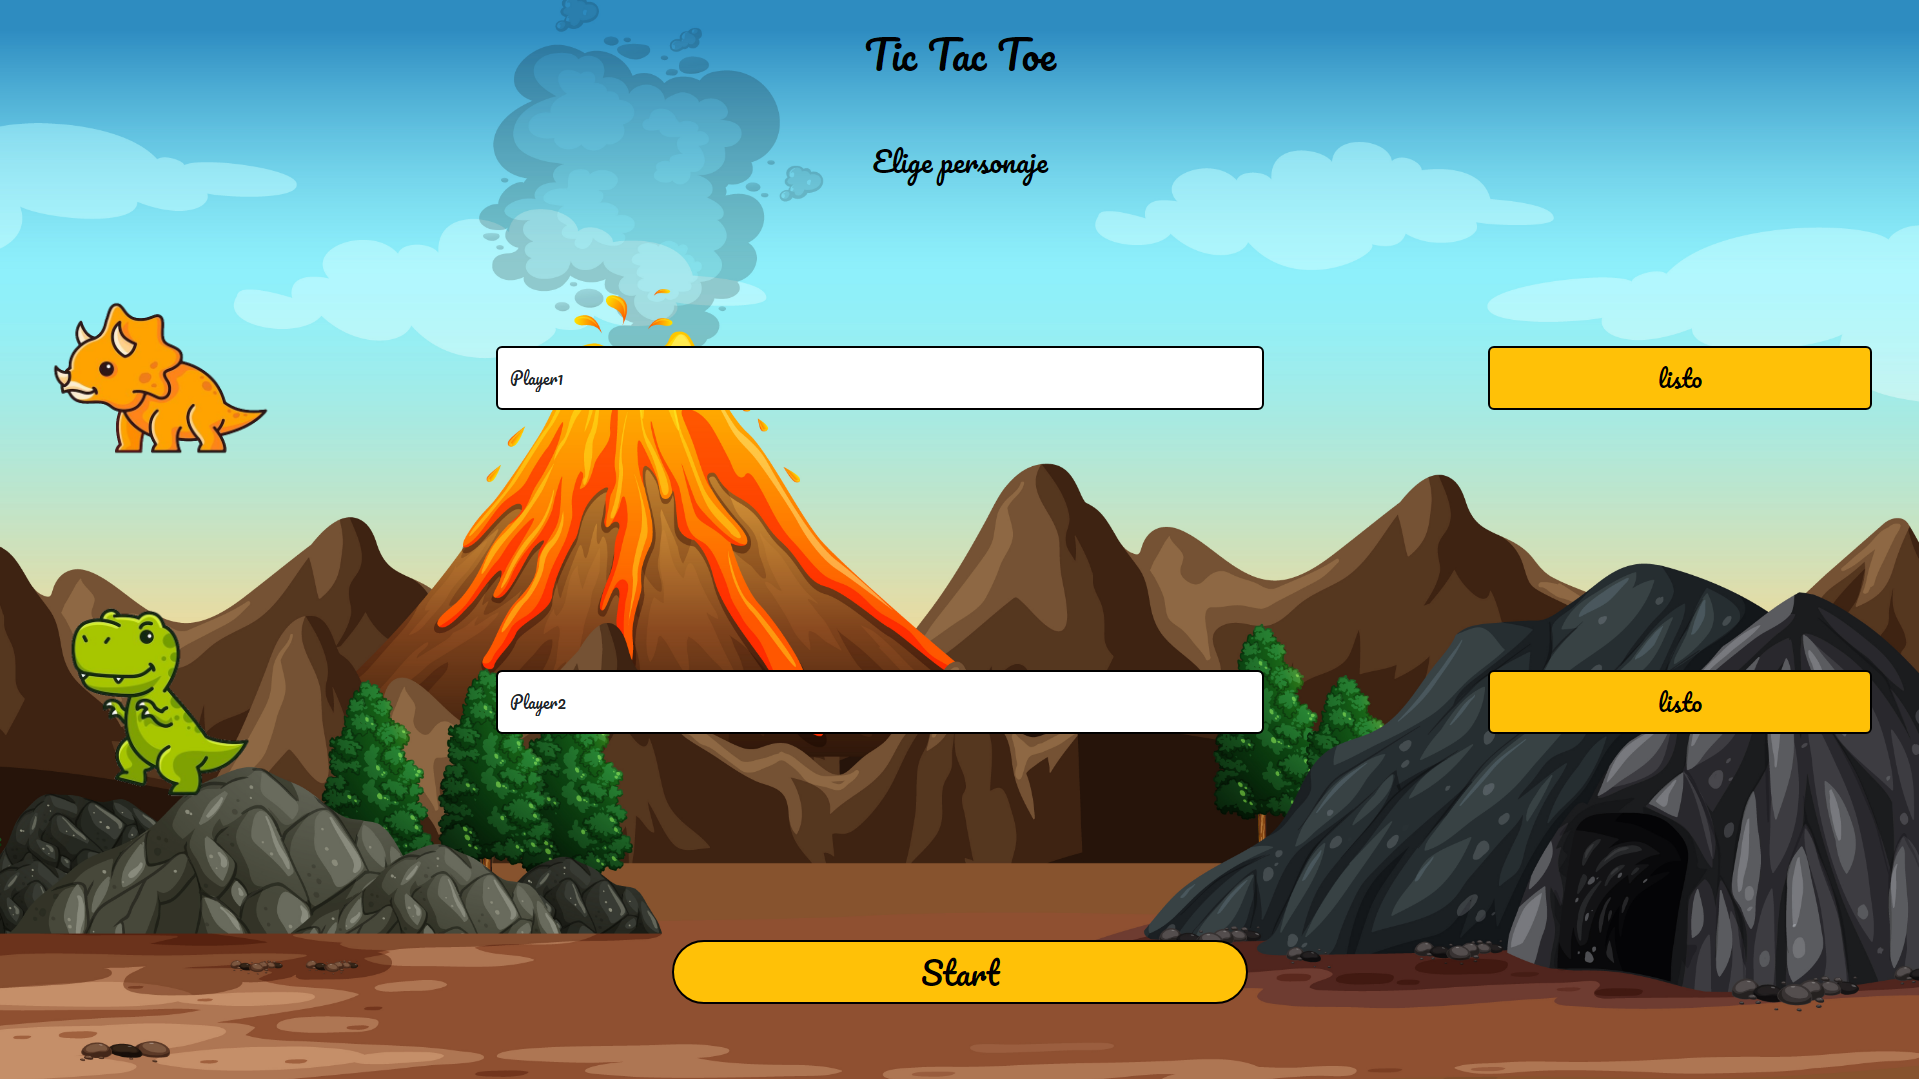 Tic Tac Toe
Elige personaje
Player1
listo
Player2
listo
Start